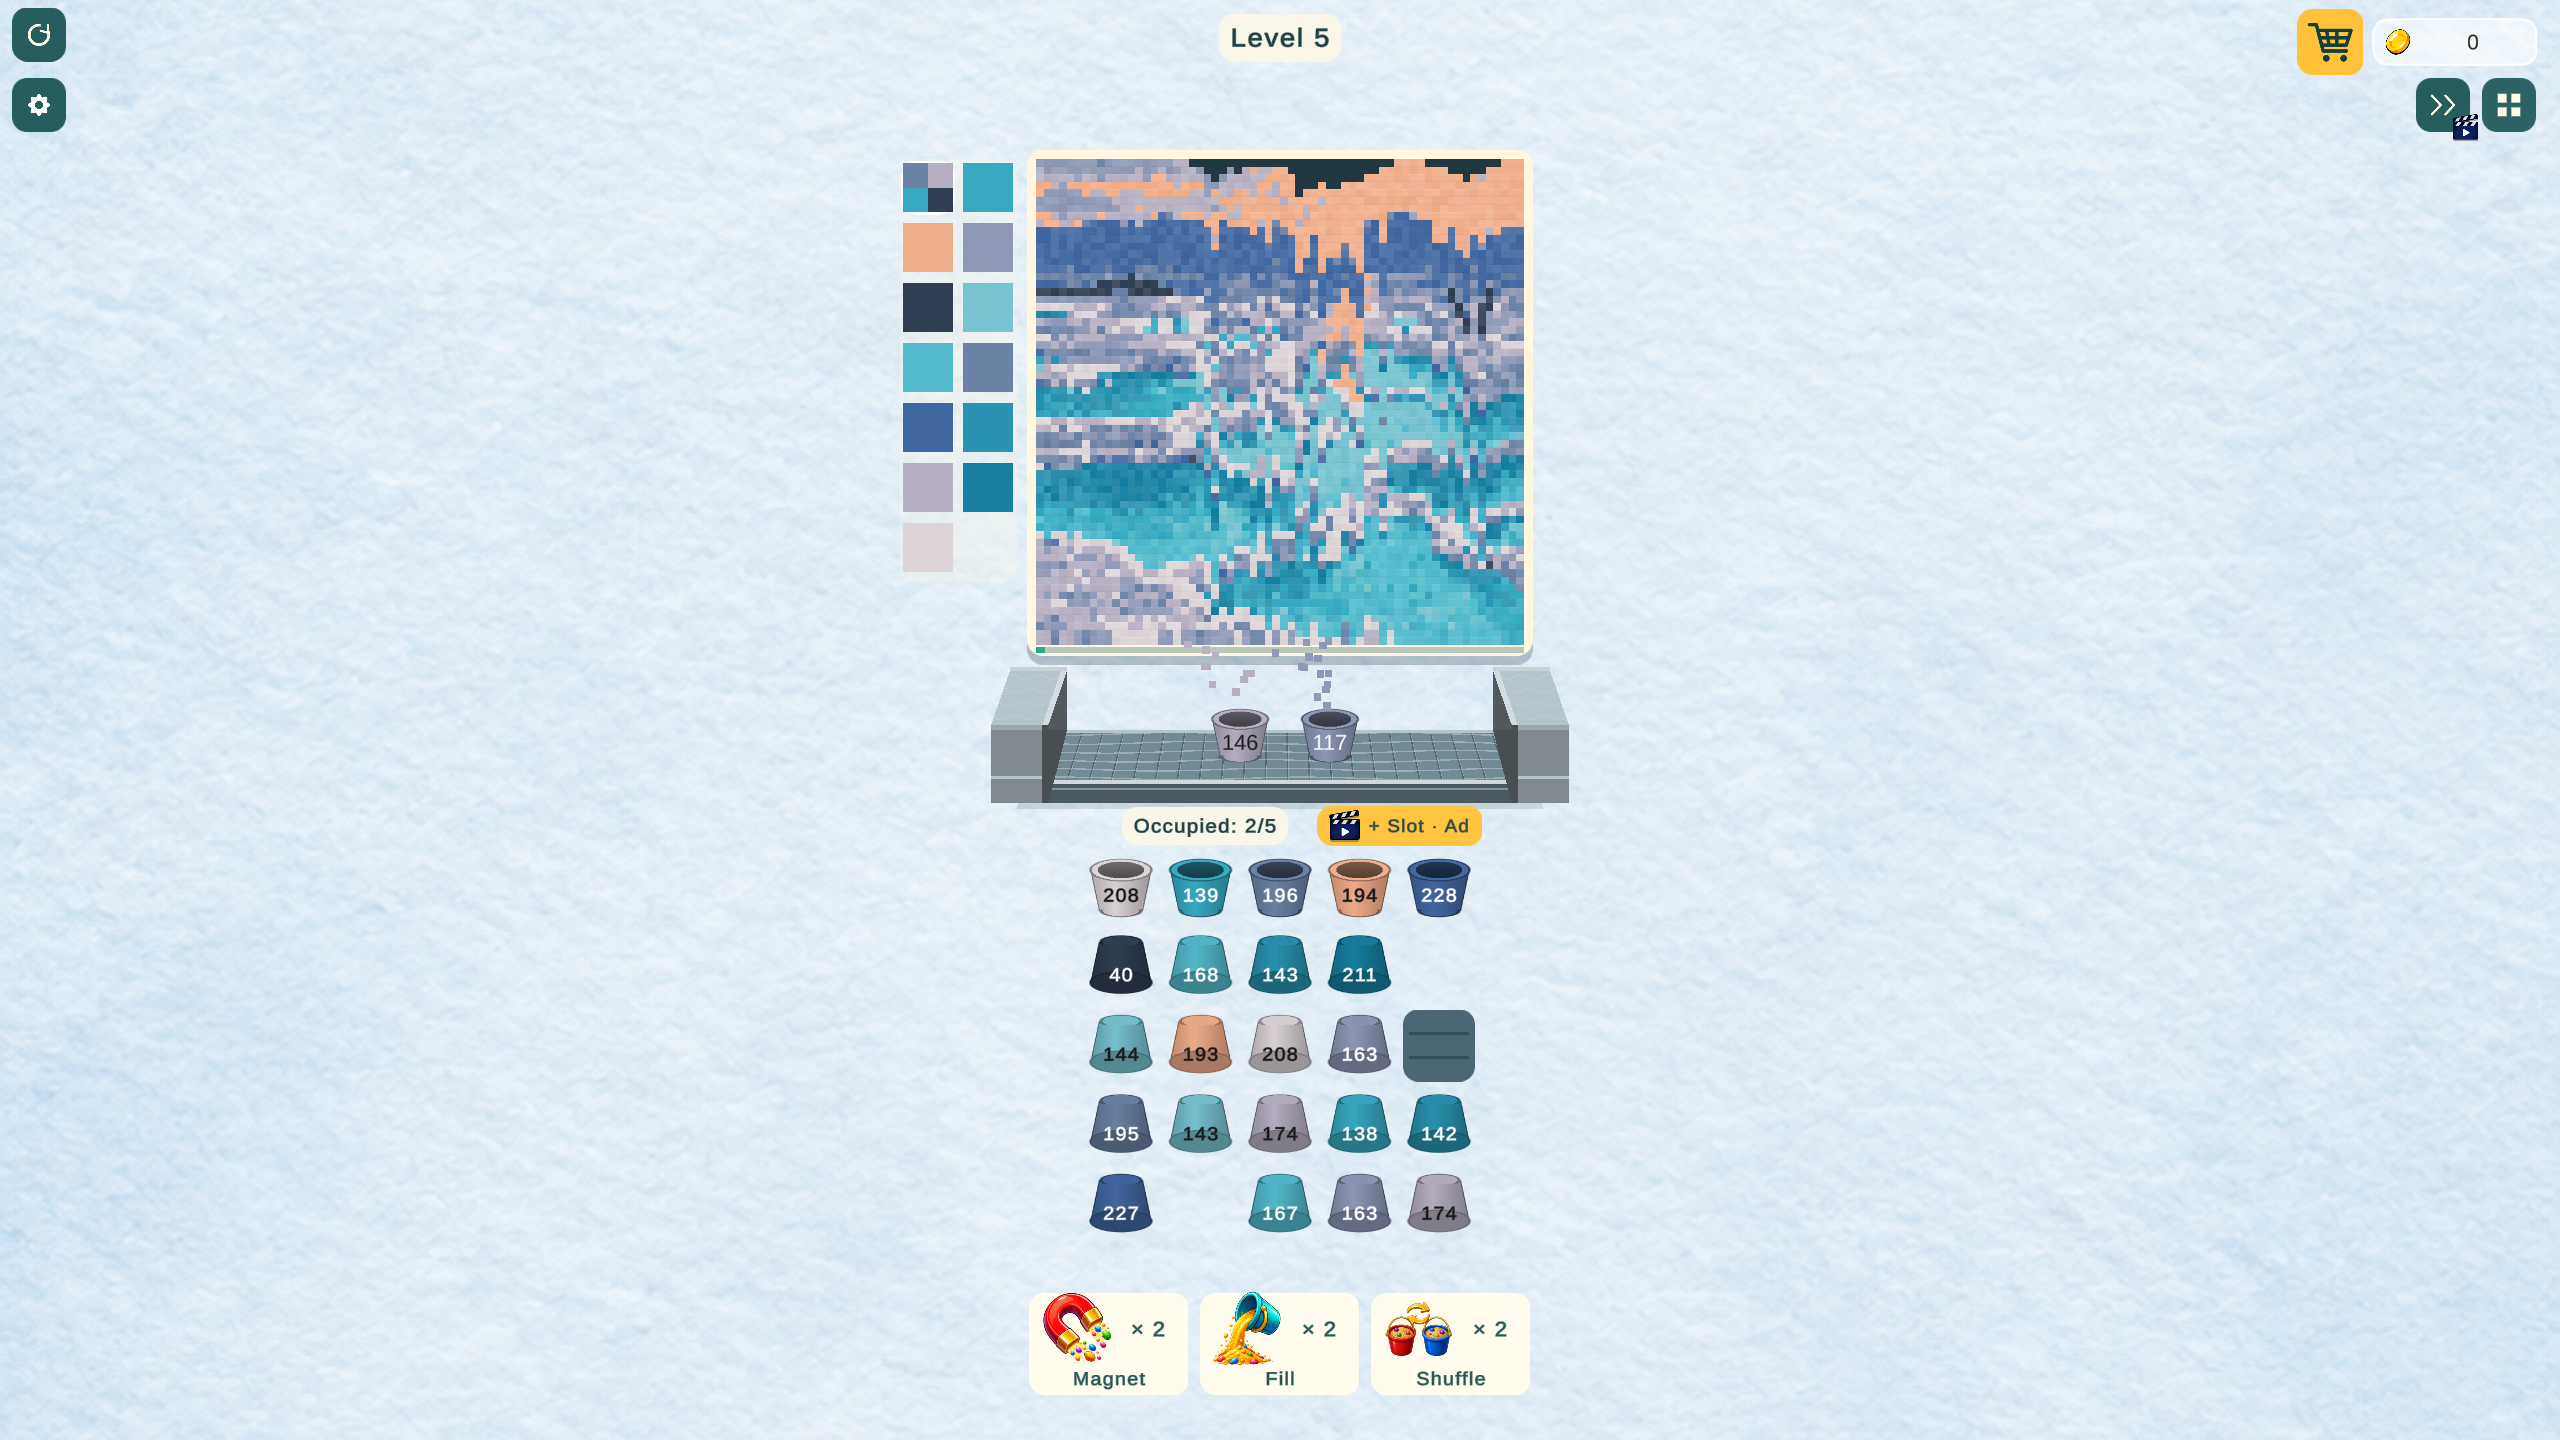 Level 5
0
146 117
Occupied: 2/5
+ Slot · Ad
208 139 196 194 228
40 168 143 211
144 193 208 163
195 143 174 138 142
227 167 163 174
× 2 × 2 × 2
Magnet Fill Shuffle